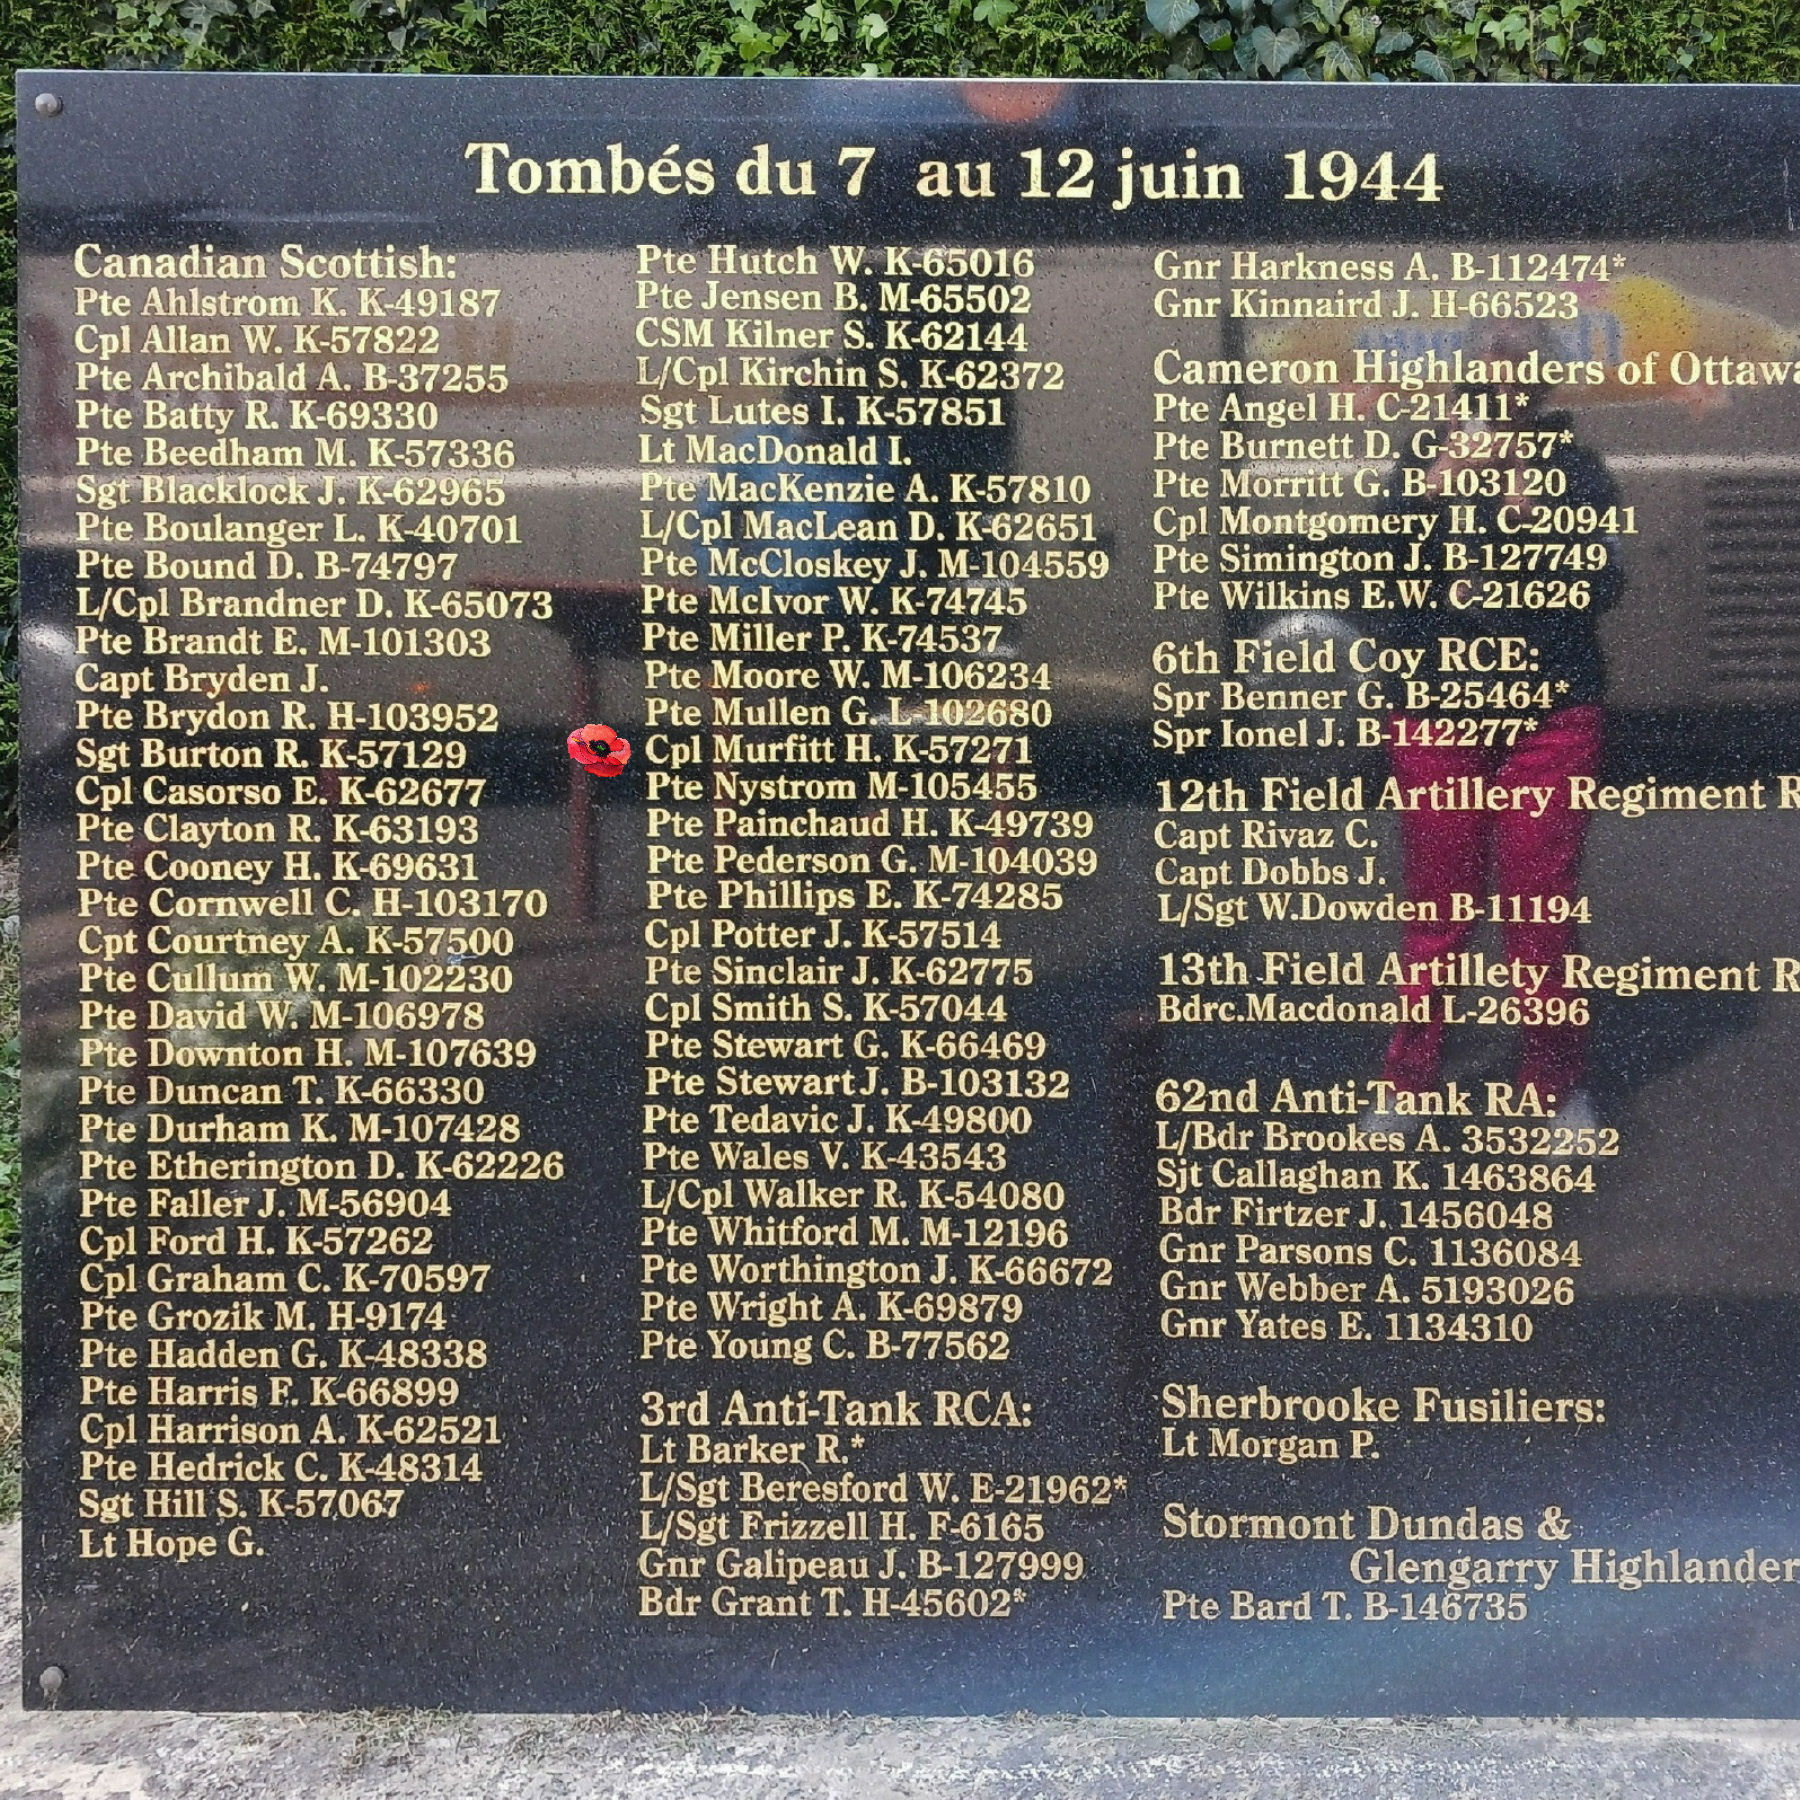 Tombés du 7 au 12 juin 1944
Canadian Scottish:
Pte Ahlstrom K. K-49187
Cpl Allan W. K-57822
Pte Archibald A. B-37255
Pte Batty R. K-69330
Pte Beedham M. K-57336
Sgt Blacklock J. K-62965
Pte Boulanger L. K-40701
Pte Bound D. B-74797
L/Cpl Brandner D. K-65073
Pte Brandt E. M-101303
Capt Bryden J.
Pte Brydon R. H-103952
Sgt Burton R. K-57129
Cpl Casorso E. K-62677
Pte Clayton R. K-63193
Pte Cooney H. K-69631
Pte Cornwell C. H-103170
Cpt Courtney A. K-57500
Pte Cullum W. M-102230
Pte David W. M-106978
Pte Downton H. M-107639
Pte Duncan T. K-66330
Pte Durham K. M-107428
Pte Etherington D. K-62226
Pte Faller J. M-56904
Cpl Ford H. K-57262
Cpl Graham C. K-70597
Pte Grozik M. H-9174
Pte Hadden G. K-48338
Pte Harris F. K-66899
Cpl Harrison A. K-62521
Pte Hedrick C. K-48314
Sgt Hill S. K-57067
Lt Hope G.
Pte Hutch W. K-65016
Pte Jensen B. M-65502
CSM Kilner S. K-62144
L/Cpl Kirchin S. K-62372
Sgt Lutes I. K-57851
Lt MacDonald I.
Pte MacKenzie A. K-57810
L/Cpl MacLean D. K-62651
Pte McCloskey J. M-104559
Pte McIvor W. K-74745
Pte Miller P. K-74537
Pte Moore W. M-106234
Pte Mullen G. L-102680
Cpl Murfitt H. K-57271
Pte Nystrom M-105455
Pte Painchaud H. K-49739
Pte Pederson G. M-104039
Pte Phillips E. K-74285
Cpl Potter J. K-57514
Pte Sinclair J. K-62775
Cpl Smith S. K-57044
Pte Stewart G. K-66469
Pte Stewart J. B-103132
Pte Tedavic J. K-49800
Pte Wales V. K-43543
L/Cpl Walker R. K-54080
Pte Whitford M. M-12196
Pte Worthington J. K-66672
Pte Wright A. K-69879
Pte Young C. B-77562
3rd Anti-Tank RCA:
Lt Barker R.*
L/Sgt Beresford W. E-21962*
L/Sgt Frizzell H. F-6165
Gnr Galipeau J. B-127999
Bdr Grant T. H-45602*
Gnr Harkness A. B-112474*
Gnr Kinnaird J. H-66523
Cameron Highlanders of Ottawa
Pte Angel H. C-21411*
Pte Burnett D. G-32757*
Pte Morritt G. B-103120
Cpl Montgomery H. C-20941
Pte Simington J. B-127749
Pte Wilkins E.W. C-21626
6th Field Coy RCE:
Spr Benner G. B-25464*
Spr Ionel J. B-142277*
12th Field Artillery Regiment R
Capt Rivaz C.
Capt Dobbs J.
L/Sgt W.Dowden B-11194
13th Field Artillety Regiment R
Bdrc.Macdonald L-26396
62nd Anti-Tank RA:
L/Bdr Brookes A. 3532252
Sjt Callaghan K. 1463864
Bdr Firtzer J. 1456048
Gnr Parsons C. 1136084
Gnr Webber A. 5193026
Gnr Yates E. 1134310
Sherbrooke Fusiliers:
Lt Morgan P.
Stormont Dundas &
Glengarry Highlander
Pte Bard T. B-146735